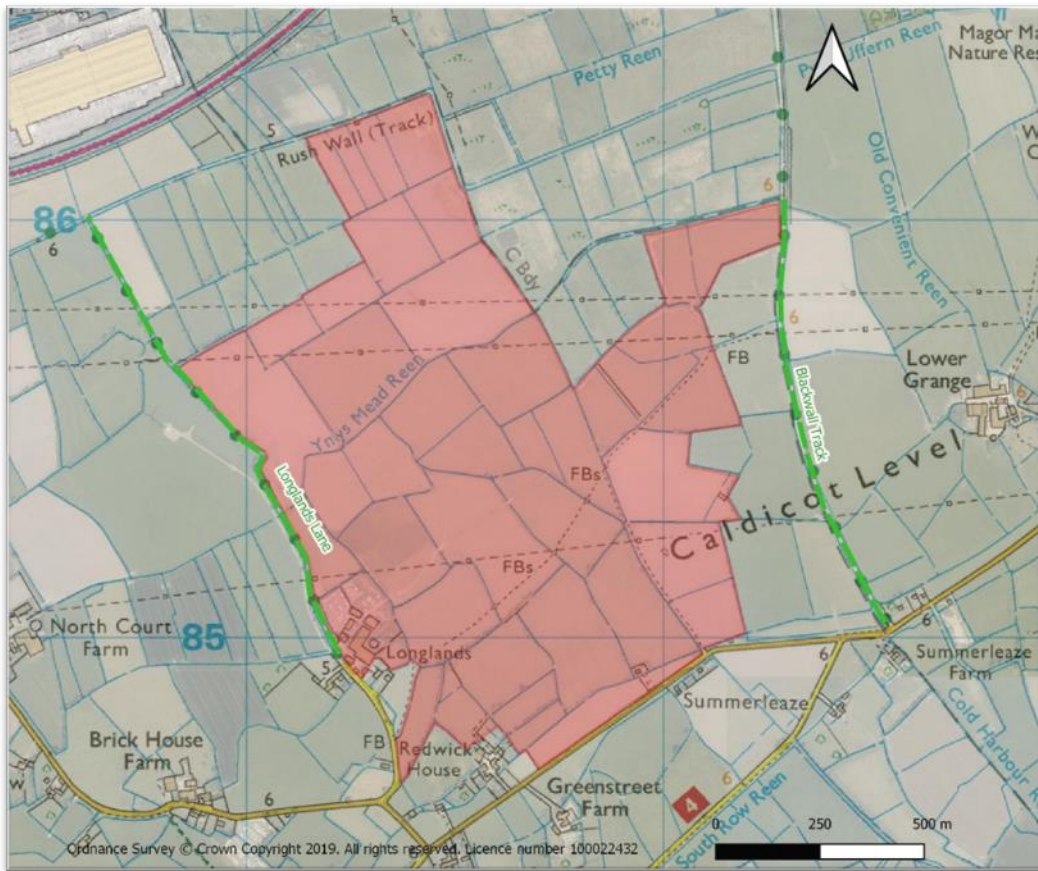 Magor Ma
Nature Res
Petty Reen
Old Convenient Reen
5
Rush Wall (Track)
6
86
6
C Bdy
6
FB
Lower
Grange
6
Ynys Mead Reen
Blackwall Track
Longlands Lane
FBs
Caldicot Level
FBs
North Court
Farm
85
Longlands
5
6
6
Summerleaze
Farm
Summerleaze
Cold Harbour R
FB
Redwick
House
Brick House
Farm
6
Greenstreet
Farm
6
4
South Row Reen
6
0 250 500 m
Ordnance Survey © Crown Copyright 2019. All rights reserved. Licence number 100022432